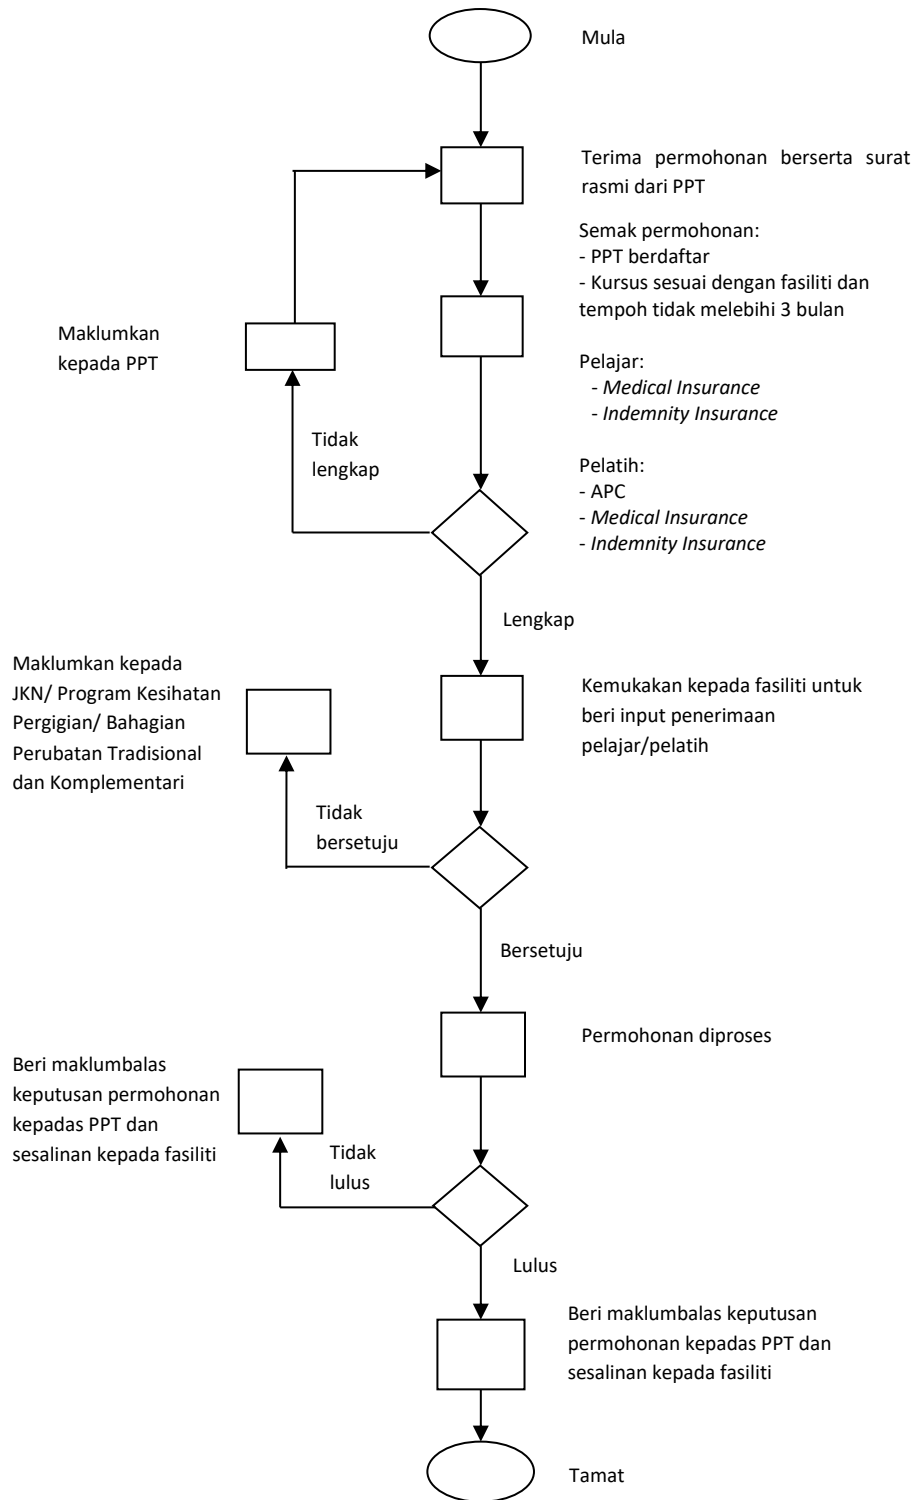 Mula
Terima permohonan berserta surat
rasmi dari PPT
Semak permohonan:
- PPT berdaftar
- Kursus sesuai dengan fasiliti dan
tempoh tidak melebihi 3 bulan
Maklumkan
kepada PPT
Pelajar:
- Medical Insurance
- Indemnity Insurance
Tidak
lengkap
Pelatih:
- APC
- Medical Insurance
- Indemnity Insurance
Lengkap
Maklumkan kepada
JKN/ Program Kesihatan
Pergigian/ Bahagian
Perubatan Tradisional
dan Komplementari
Kemukakan kepada fasiliti untuk
beri input penerimaan
pelajar/pelatih
Tidak
bersetuju
Bersetuju
Permohonan diproses
Beri maklumbalas
keputusan permohonan
kepadas PPT dan
sesalinan kepada fasiliti
Tidak
lulus
Lulus
Beri maklumbalas keputusan
permohonan kepadas PPT dan
sesalinan kepada fasiliti
Tamat